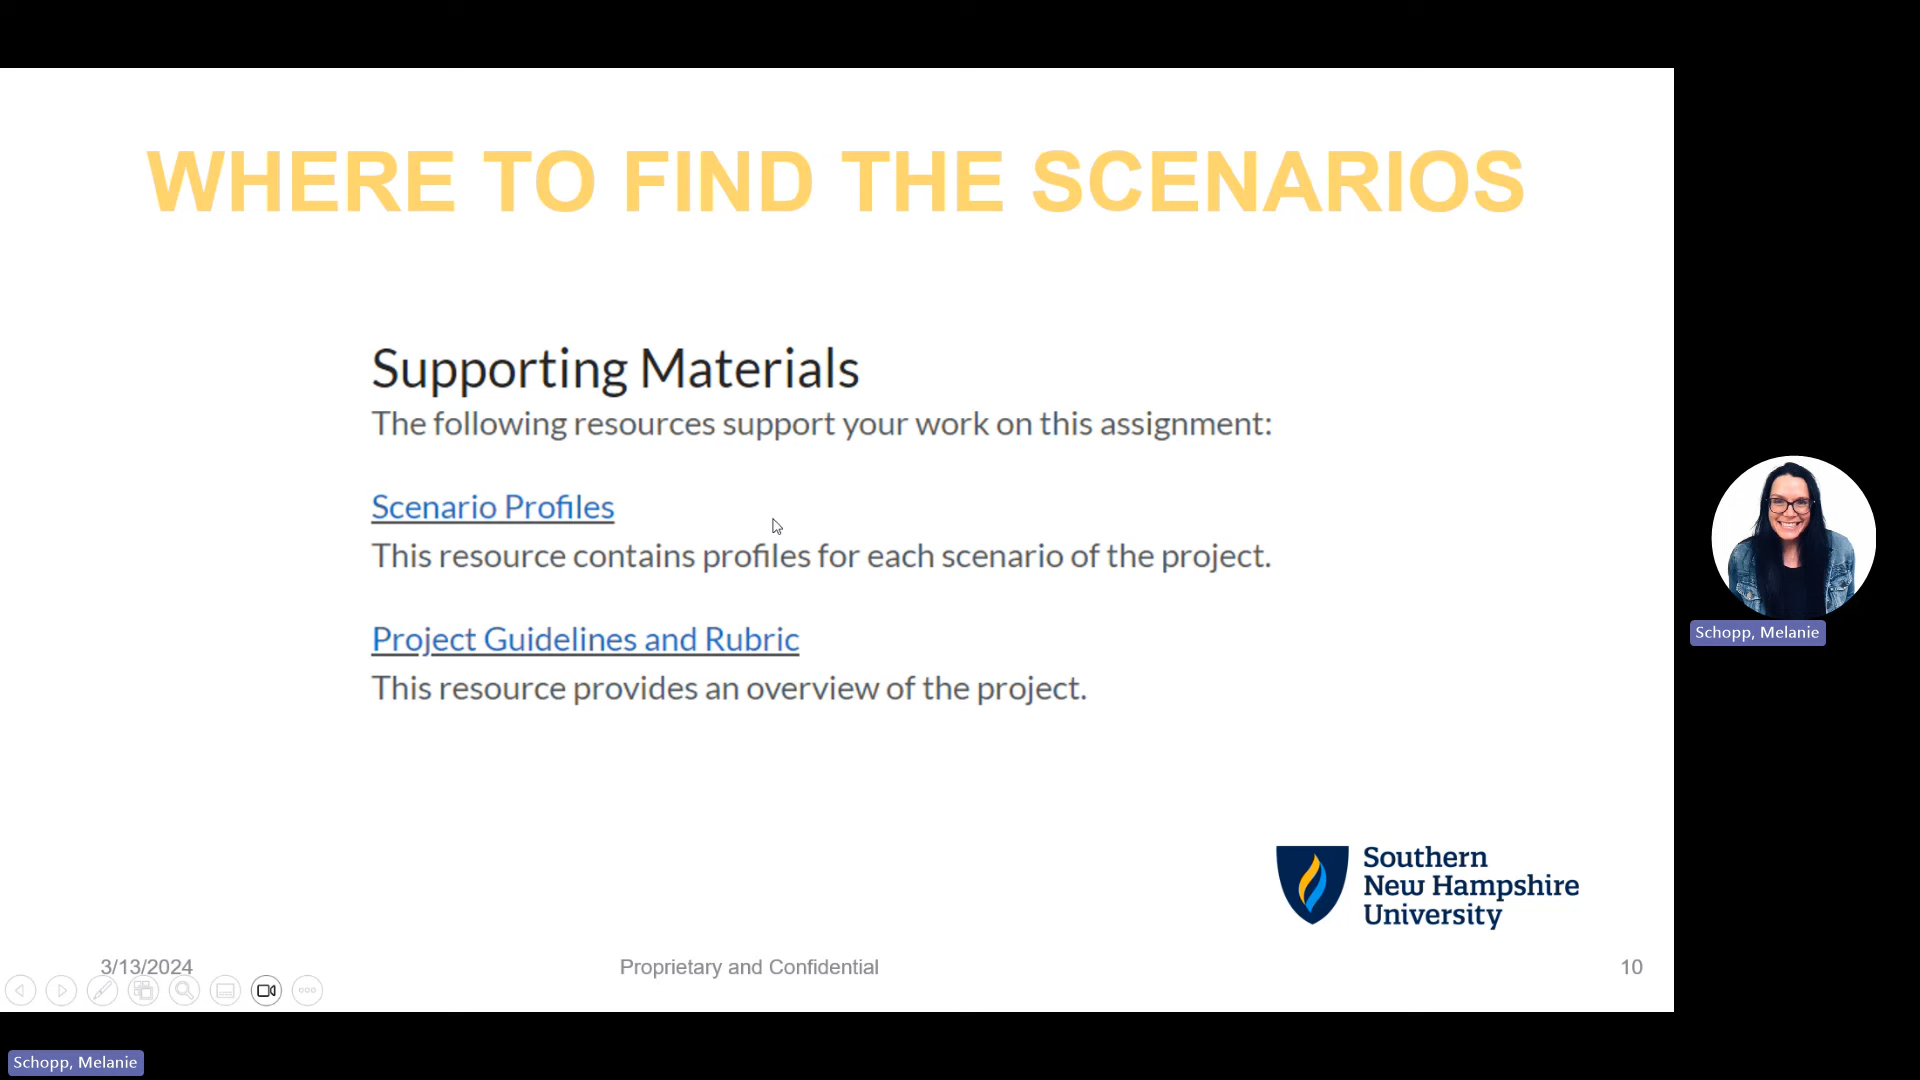 WHERE TO FIND THE SCENARIOS
Supporting Materials
The following resources support your work on this assignment:
Scenario Profiles
This resource contains profiles for each scenario of the project.
Project Guidelines and Rubric
This resource provides an overview of the project.
Southern
New Hampshire
University
3/13/2024
Proprietary and Confidential
10
Schopp, Melanie
Schopp, Melanie